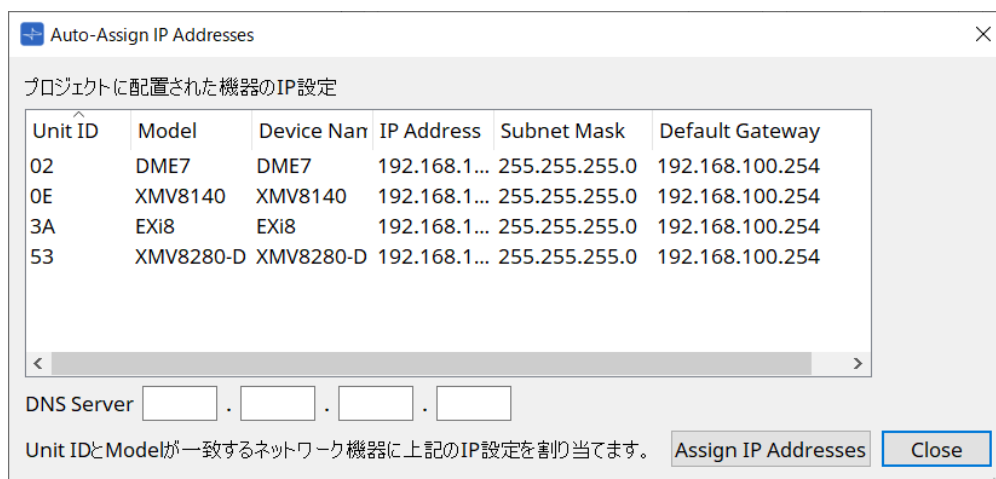 Auto-Assign IP Addresses
プロジェクトに配置された機器のIP設定
Unit ID Model Device Nam IP Address Subnet Mask Default Gateway
02 DME7 DME7 192.168.1... 255.255.255.0 192.168.100.254
0E XMV8140 XMV8140 192.168.1... 255.255.255.0 192.168.100.254
3A EXi8 EXi8 192.168.1... 255.255.255.0 192.168.100.254
53 XMV8280-D XMV8280-D 192.168.1... 255.255.255.0 192.168.100.254
DNS Server . . .
Unit IDとModelが一致するネットワーク機器に上記のIP設定を割り当てます。 Assign IP Addresses Close